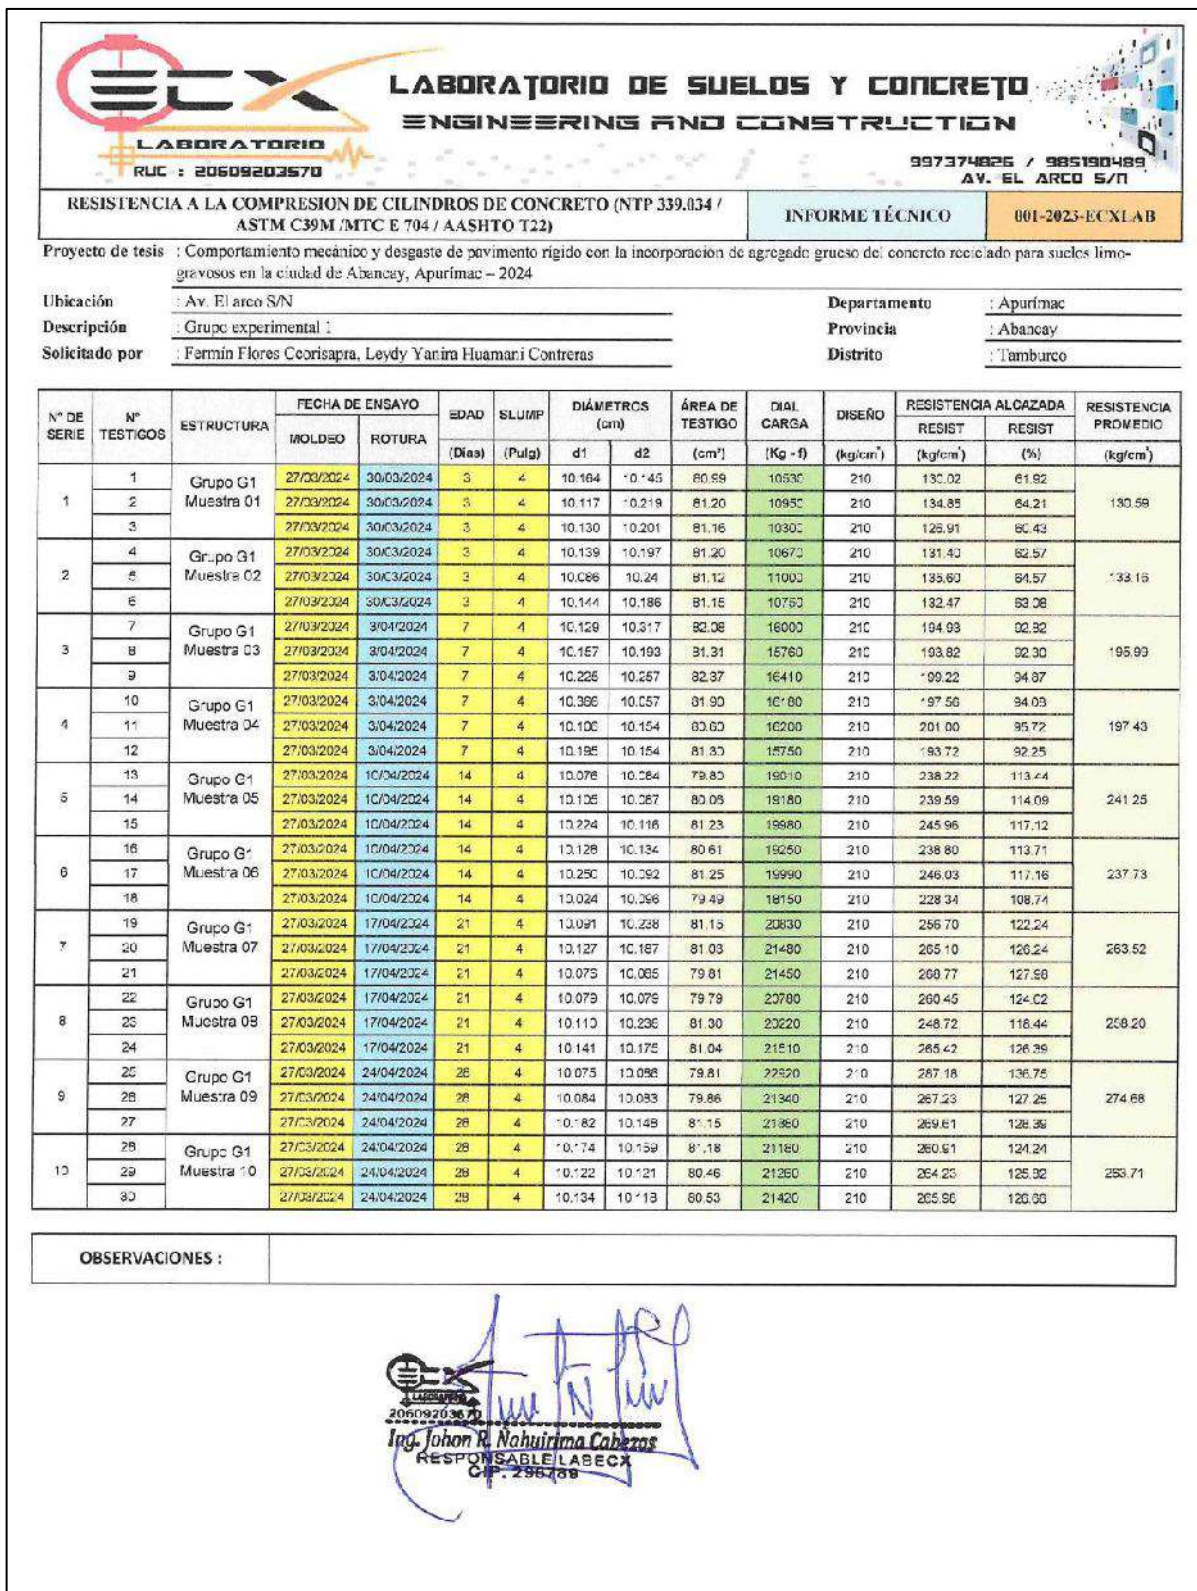 ECX
LABORATORIO
RUC : 20609203670
LABORATORIO DE SUELOS Y CONCRETO
ENGINEERING AND CONSTRUCTION
997374826 / 985190489
AV. EL ARCO S/N
RESISTENCIA A LA COMPRESION DE CILINDROS DE CONCRETO (NTP 339.034 /
ASTM C39M /MTC E 704 / AASHTO T22)
INFORME TÉCNICO
001-2023-ECXLAB
Proyecto de tesis : Comportamiento mecánico y desgaste de pavimento rígido con la incorporación de agregado grueso del concreto reciclado para suelos limo-
gravosos en la ciudad de Abancay, Apurímac – 2024
Ubicación : Av. El arco S/N Departamento : Apurímac
Descripción : Grupo experimental 1 Provincia : Abancay
Solicitado por : Fermín Flores Ccorisapra, Leydy Yanira Huamani Contreras Distrito : Tamburco
N° DE SERIE N° TESTIGOS ESTRUCTURA FECHA DE ENSAYO EDAD SLUMP DIÁMETROS (cm) ÁREA DE TESTIGO DIAL CARGA DISEÑO RESISTENCIA ALCAZADA RESISTENCIA PROMEDIO
MOLDEO ROTURA RESIST RESIST
(Dias) (Pulg) d1 d2 (cm²) (Kg - f) (kg/cm²) (kg/cm²) (%) (kg/cm²)
1 1 Grupo G1 Muestra 01 27/03/2024 30/03/2024 3 4 10.164 10.145 80.99 10530 210 130.02 61.92 130.59
2 27/03/2024 30/03/2024 3 4 10.117 10.219 81.20 10950 210 134.85 64.21
3 27/03/2024 30/03/2024 3 4 10.130 10.201 81.16 10300 210 126.91 60.43
2 4 Grupo G1 Muestra 02 27/03/2024 30/03/2024 3 4 10.139 10.197 81.20 10670 210 131.40 62.57 133.16
5 27/03/2024 30/03/2024 3 4 10.086 10.24 81.12 11000 210 135.60 64.57
6 27/03/2024 30/03/2024 3 4 10.144 10.186 81.15 10750 210 132.47 63.08
3 7 Grupo G1 Muestra 03 27/03/2024 3/04/2024 7 4 10.129 10.317 82.08 16000 210 194.93 92.82 195.99
8 27/03/2024 3/04/2024 7 4 10.157 10.193 81.31 15760 210 193.82 92.30
9 27/03/2024 3/04/2024 7 4 10.225 10.257 82.37 16410 210 199.22 94.87
4 10 Grupo G1 Muestra 04 27/03/2024 3/04/2024 7 4 10.366 10.057 81.90 16180 210 197.56 94.08 197.43
11 27/03/2024 3/04/2024 7 4 10.106 10.154 80.60 16200 210 201.00 95.72
12 27/03/2024 3/04/2024 7 4 10.195 10.154 81.30 15750 210 193.72 92.25
5 13 Grupo G1 Muestra 05 27/03/2024 10/04/2024 14 4 10.076 10.084 79.80 19010 210 238.22 113.44 241.25
14 27/03/2024 10/04/2024 14 4 10.105 10.087 80.06 19180 210 239.59 114.09
15 27/03/2024 10/04/2024 14 4 10.224 10.116 81.23 19980 210 245.96 117.12
6 16 Grupo G1 Muestra 06 27/03/2024 10/04/2024 14 4 10.128 10.134 80.61 19250 210 238.80 113.71 237.73
17 27/03/2024 10/04/2024 14 4 10.250 10.092 81.25 19990 210 246.03 117.16
18 27/03/2024 10/04/2024 14 4 10.024 10.096 79.49 18150 210 228.34 108.74
7 19 Grupo G1 Muestra 07 27/03/2024 17/04/2024 21 4 10.091 10.238 81.15 20830 210 256.70 122.24 263.52
20 27/03/2024 17/04/2024 21 4 10.127 10.187 81.03 21480 210 265.10 126.24
21 27/03/2024 17/04/2024 21 4 10.075 10.085 79.81 21450 210 268.77 127.98
8 22 Grupo G1 Muestra 08 27/03/2024 17/04/2024 21 4 10.079 10.079 79.79 20780 210 260.45 124.02 258.20
23 27/03/2024 17/04/2024 21 4 10.110 10.236 81.30 20220 210 248.72 118.44
24 27/03/2024 17/04/2024 21 4 10.141 10.175 81.04 21510 210 265.42 126.39
9 25 Grupo G1 Muestra 09 27/03/2024 24/04/2024 28 4 10.075 10.086 79.81 22920 210 287.18 136.75 274.68
26 27/03/2024 24/04/2024 28 4 10.084 10.083 79.86 21340 210 267.23 127.25
27 27/03/2024 24/04/2024 28 4 10.182 10.148 81.15 21880 210 269.61 128.39
10 28 Grupo G1 Muestra 10 27/03/2024 24/04/2024 28 4 10.174 10.159 81.18 21180 210 260.91 124.24 263.71
29 27/03/2024 24/04/2024 28 4 10.122 10.121 80.46 21260 210 264.23 125.82
30 27/03/2024 24/04/2024 28 4 10.134 10.118 80.53 21420 210 265.98 126.66
OBSERVACIONES :
ECX
LABORATORIO
20609203670
Ing. Johon R. Ñahuirima Cabezas
RESPONSABLE LABECX
CIP. 296789